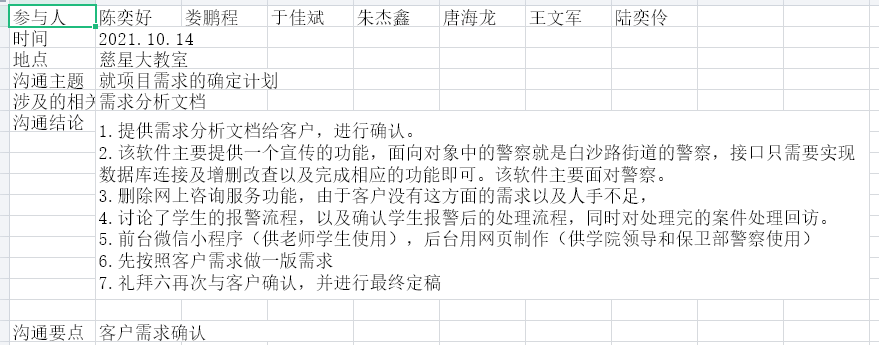 参与人 陈奕好 娄鹏程 于佳斌 朱杰鑫 唐海龙 王文军 陆奕伶
时间 2021.10.14
地点 慈星大教室
沟通主题 就项目需求的确定计划
涉及的相关 需求分析文档
沟通结论
1.提供需求分析文档给客户，进行确认。
2.该软件主要提供一个宣传的功能，面向对象中的警察就是白沙路街道的警察，接口只需要实现
数据库连接及增删改查以及完成相应的功能即可。该软件主要面对警察。
3.删除网上咨询服务功能，由于客户没有这方面的需求以及人手不足，
4.讨论了学生的报警流程，以及确认学生报警后的处理流程，同时对处理完的案件处理回访。
5.前台微信小程序（供老师学生使用），后台用网页制作（供学院领导和保卫部警察使用）
6.先按照客户需求做一版需求
7.礼拜六再次与客户确认，并进行最终定稿
沟通要点 客户需求确认